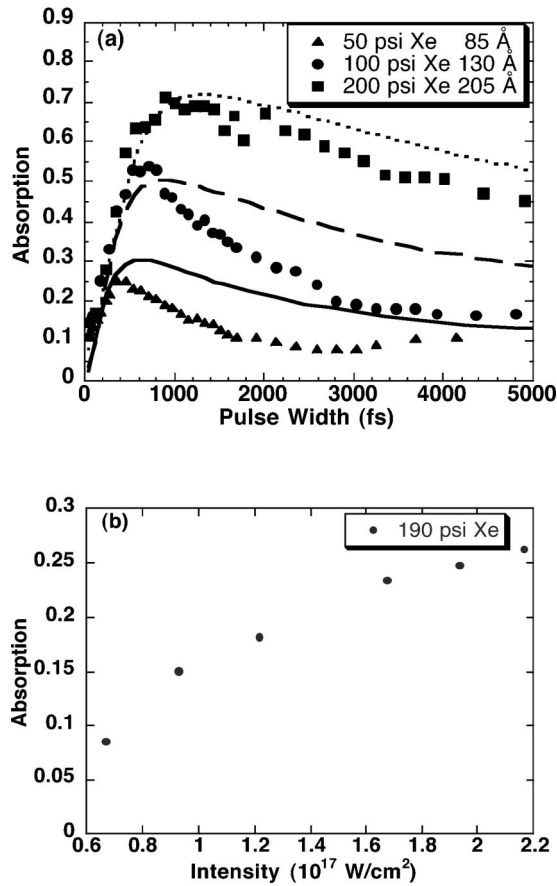 (a)
50 psi Xe 85 Å
100 psi Xe 130 Å
200 psi Xe 205 Å
0.8
0.7
0.6
0.5
0.4
0.3
0.2
0.1
0
Absorption
0 1000 2000 3000 4000 5000
Pulse Width (fs)
(b)
190 psi Xe
0.3
0.25
0.2
0.15
0.1
0.05
0
Absorption
0.6 0.8 1 1.2 1.4 1.6 1.8 2 2.2
Intensity (10¹⁷ W/cm²)